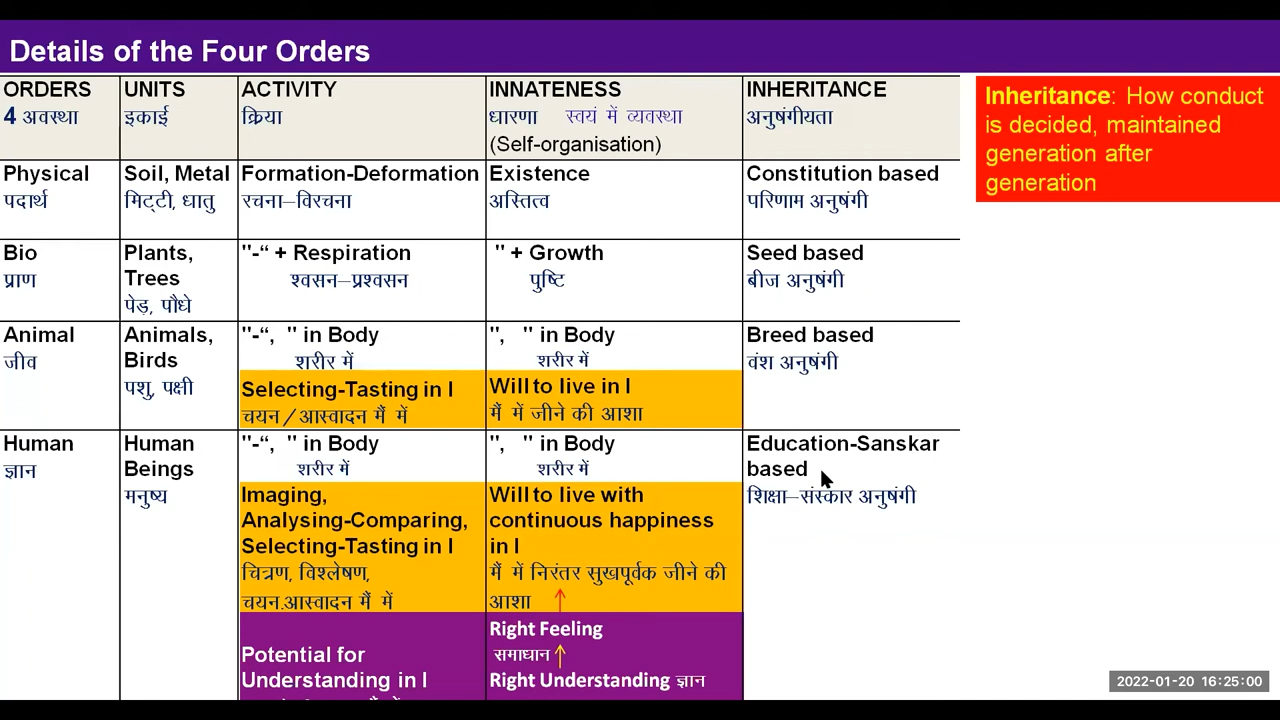 Details of the Four Orders
ORDERS
4 अवस्था
UNITS
इकाई
ACTIVITY
क्रिया
INNATENESS
धारणा स्वयं में व्यवस्था
(Self-organisation)
INHERITANCE
अनुषंगीयता
Physical
पदार्थ
Soil, Metal
मिट्टी, धातु
Formation-Deformation
रचना–विरचना
Existence
अस्तित्व
Constitution based
परिणाम अनुषंगी
Bio
प्राण
Plants,
Trees
पेड़, पौधे
"-“ + Respiration
श्वसन–प्रश्वसन
" + Growth
पुष्टि
Seed based
बीज अनुषंगी
Animal
जीव
Animals,
Birds
पशु, पक्षी
"-“, " in Body
शरीर में
Selecting-Tasting in I
चयन/आस्वादन मैं में
", " in Body
शरीर में
Will to live in I
मैं में जीने की आशा
Breed based
वंश अनुषंगी
Human
ज्ञान
Human
Beings
मनुष्य
"-“, " in Body
शरीर में
Imaging,
Analysing-Comparing,
Selecting-Tasting in I
चित्रण, विश्लेषण,
चयन.आस्वादन मैं में
Potential for
Understanding in I
", " in Body
शरीर में
Will to live with
continuous happiness
in I
मैं में निरंतर सुखपूर्वक जीने की
आशा
Right Feeling
समाधान
Right Understanding ज्ञान
Education-Sanskar
based
शिक्षा–संस्कार अनुषंगी
Inheritance: How conduct
is decided, maintained
generation after
generation
2022-01-20 16:25:00